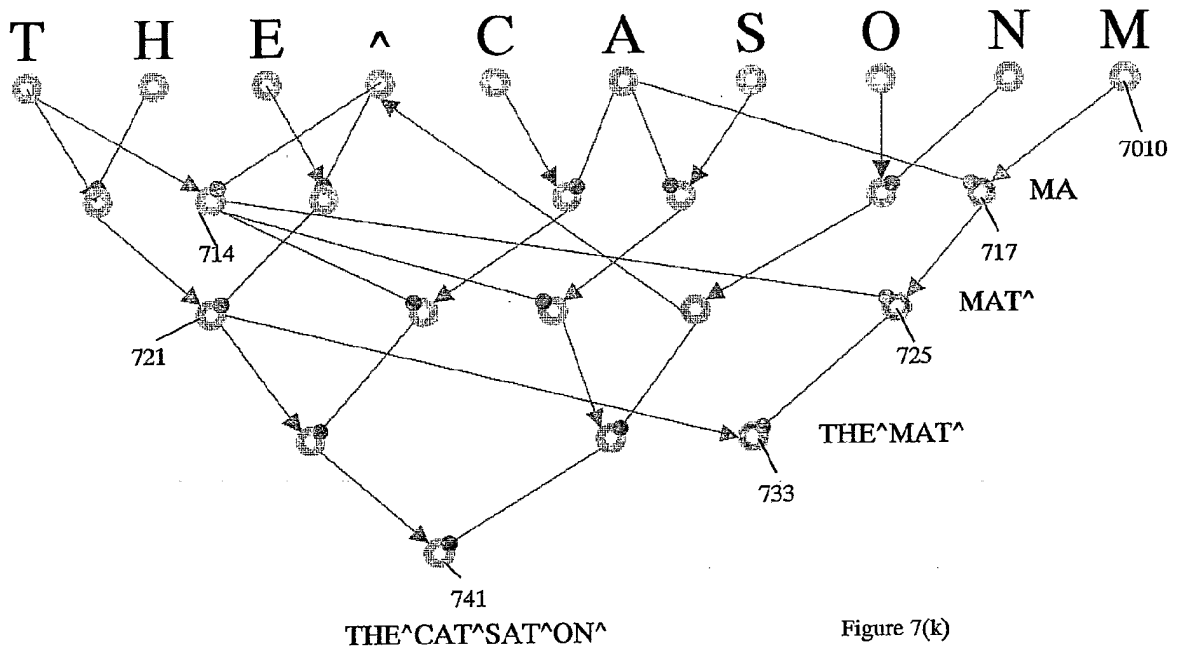 T H E ^ C A S O N M
7010
MA
714
717
MAT^
721
725
THE^MAT^
733
741
THE^CAT^SAT^ON^
Figure 7(k)